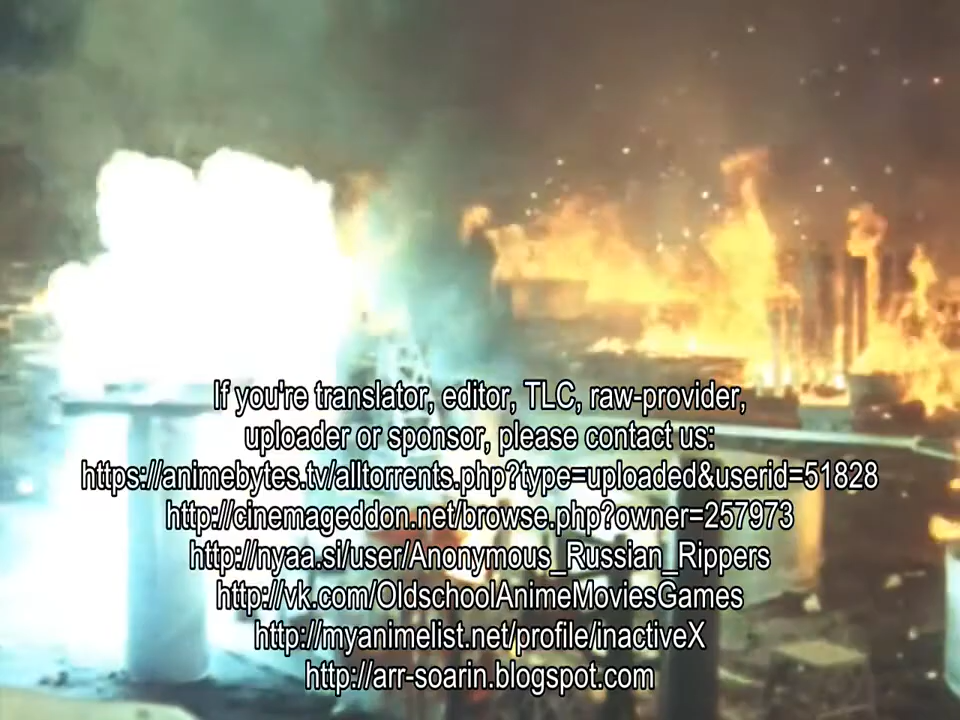 If you're translator, editor, TLC, raw-provider,
uploader or sponsor, please contact us:
https://animebytes.tv/alltorrents.php?type=uploaded&userid=51828
http://cinemageddon.net/browse.php?owner=257973
http://nyaa.si/user/Anonymous_Russian_Rippers
http://vk.com/OldschoolAnimeMoviesGames
http://myanimelist.net/profile/inactiveX
http://arr-soarin.blogspot.com